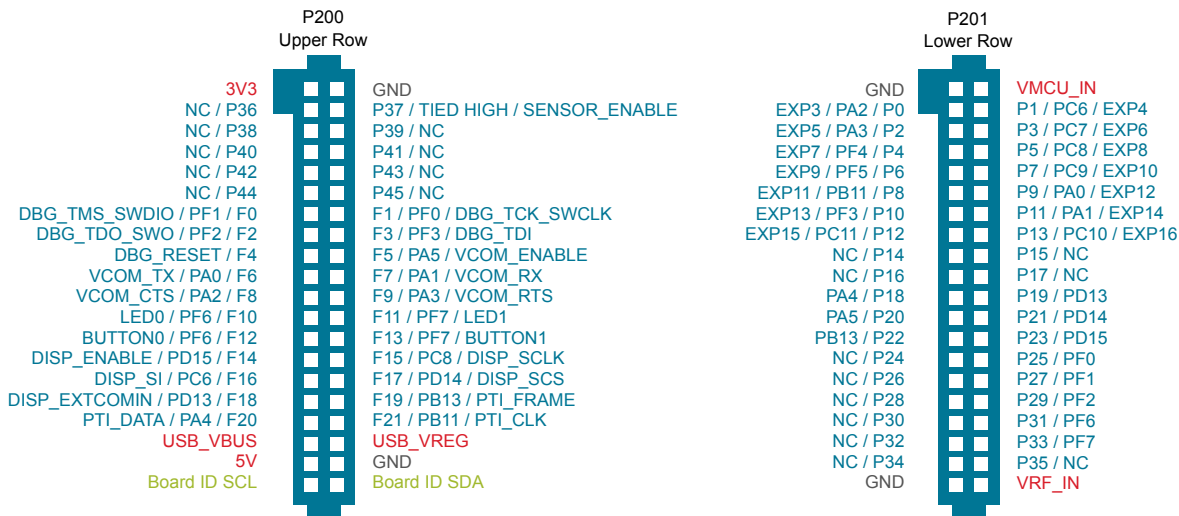 P200
Upper Row
3V3 GND
NC / P36 P37 / TIED HIGH / SENSOR_ENABLE
NC / P38 P39 / NC
NC / P40 P41 / NC
NC / P42 P43 / NC
NC / P44 P45 / NC
DBG_TMS_SWDIO / PF1 / F0 F1 / PF0 / DBG_TCK_SWCLK
DBG_TDO_SWO / PF2 / F2 F3 / PF3 / DBG_TDI
DBG_RESET / F4 F5 / PA5 / VCOM_ENABLE
VCOM_TX / PA0 / F6 F7 / PA1 / VCOM_RX
VCOM_CTS / PA2 / F8 F9 / PA3 / VCOM_RTS
LED0 / PF6 / F10 F11 / PF7 / LED1
BUTTON0 / PF6 / F12 F13 / PF7 / BUTTON1
DISP_ENABLE / PD15 / F14 F15 / PC8 / DISP_SCLK
DISP_SI / PC6 / F16 F17 / PD14 / DISP_SCS
DISP_EXTCOMIN / PD13 / F18 F19 / PB13 / PTI_FRAME
PTI_DATA / PA4 / F20 F21 / PB11 / PTI_CLK
USB_VBUS USB_VREG
5V GND
Board ID SCL Board ID SDA
P201
Lower Row
GND VMCU_IN
EXP3 / PA2 / P0 P1 / PC6 / EXP4
EXP5 / PA3 / P2 P3 / PC7 / EXP6
EXP7 / PF4 / P4 P5 / PC8 / EXP8
EXP9 / PF5 / P6 P7 / PC9 / EXP10
EXP11 / PB11 / P8 P9 / PA0 / EXP12
EXP13 / PF3 / P10 P11 / PA1 / EXP14
EXP15 / PC11 / P12 P13 / PC10 / EXP16
NC / P14 P15 / NC
NC / P16 P17 / NC
PA4 / P18 P19 / PD13
PA5 / P20 P21 / PD14
PB13 / P22 P23 / PD15
NC / P24 P25 / PF0
NC / P26 P27 / PF1
NC / P28 P29 / PF2
NC / P30 P31 / PF6
NC / P32 P33 / PF7
NC / P34 P35 / NC
GND VRF_IN